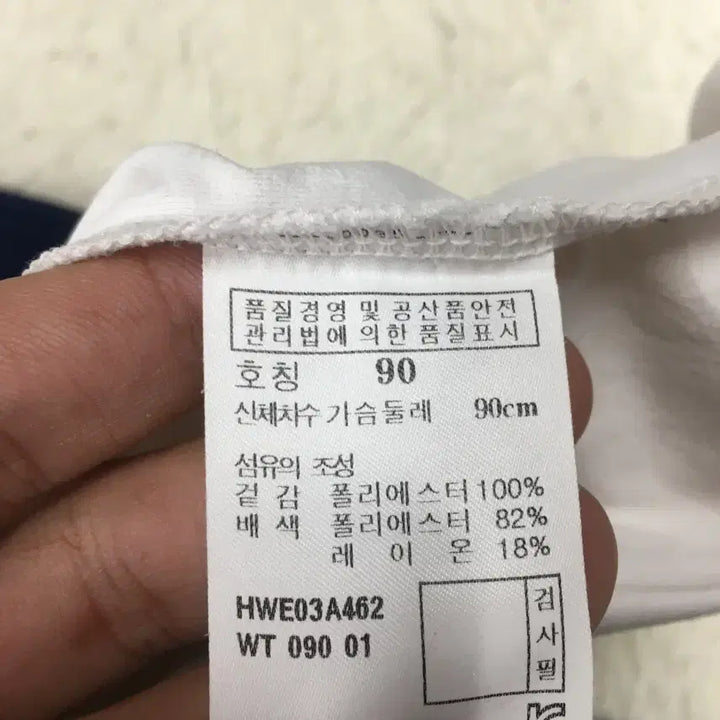 품질경영 및 공산품안전
관리법에 의한 품질표시
호칭 90
신체차수 가슴둘레 90cm
섬유의 조성
겉감 폴리에스터 100%
배색 폴리에스터 82%
레이온 18%
HWE03A462
WT 090 01
검사필